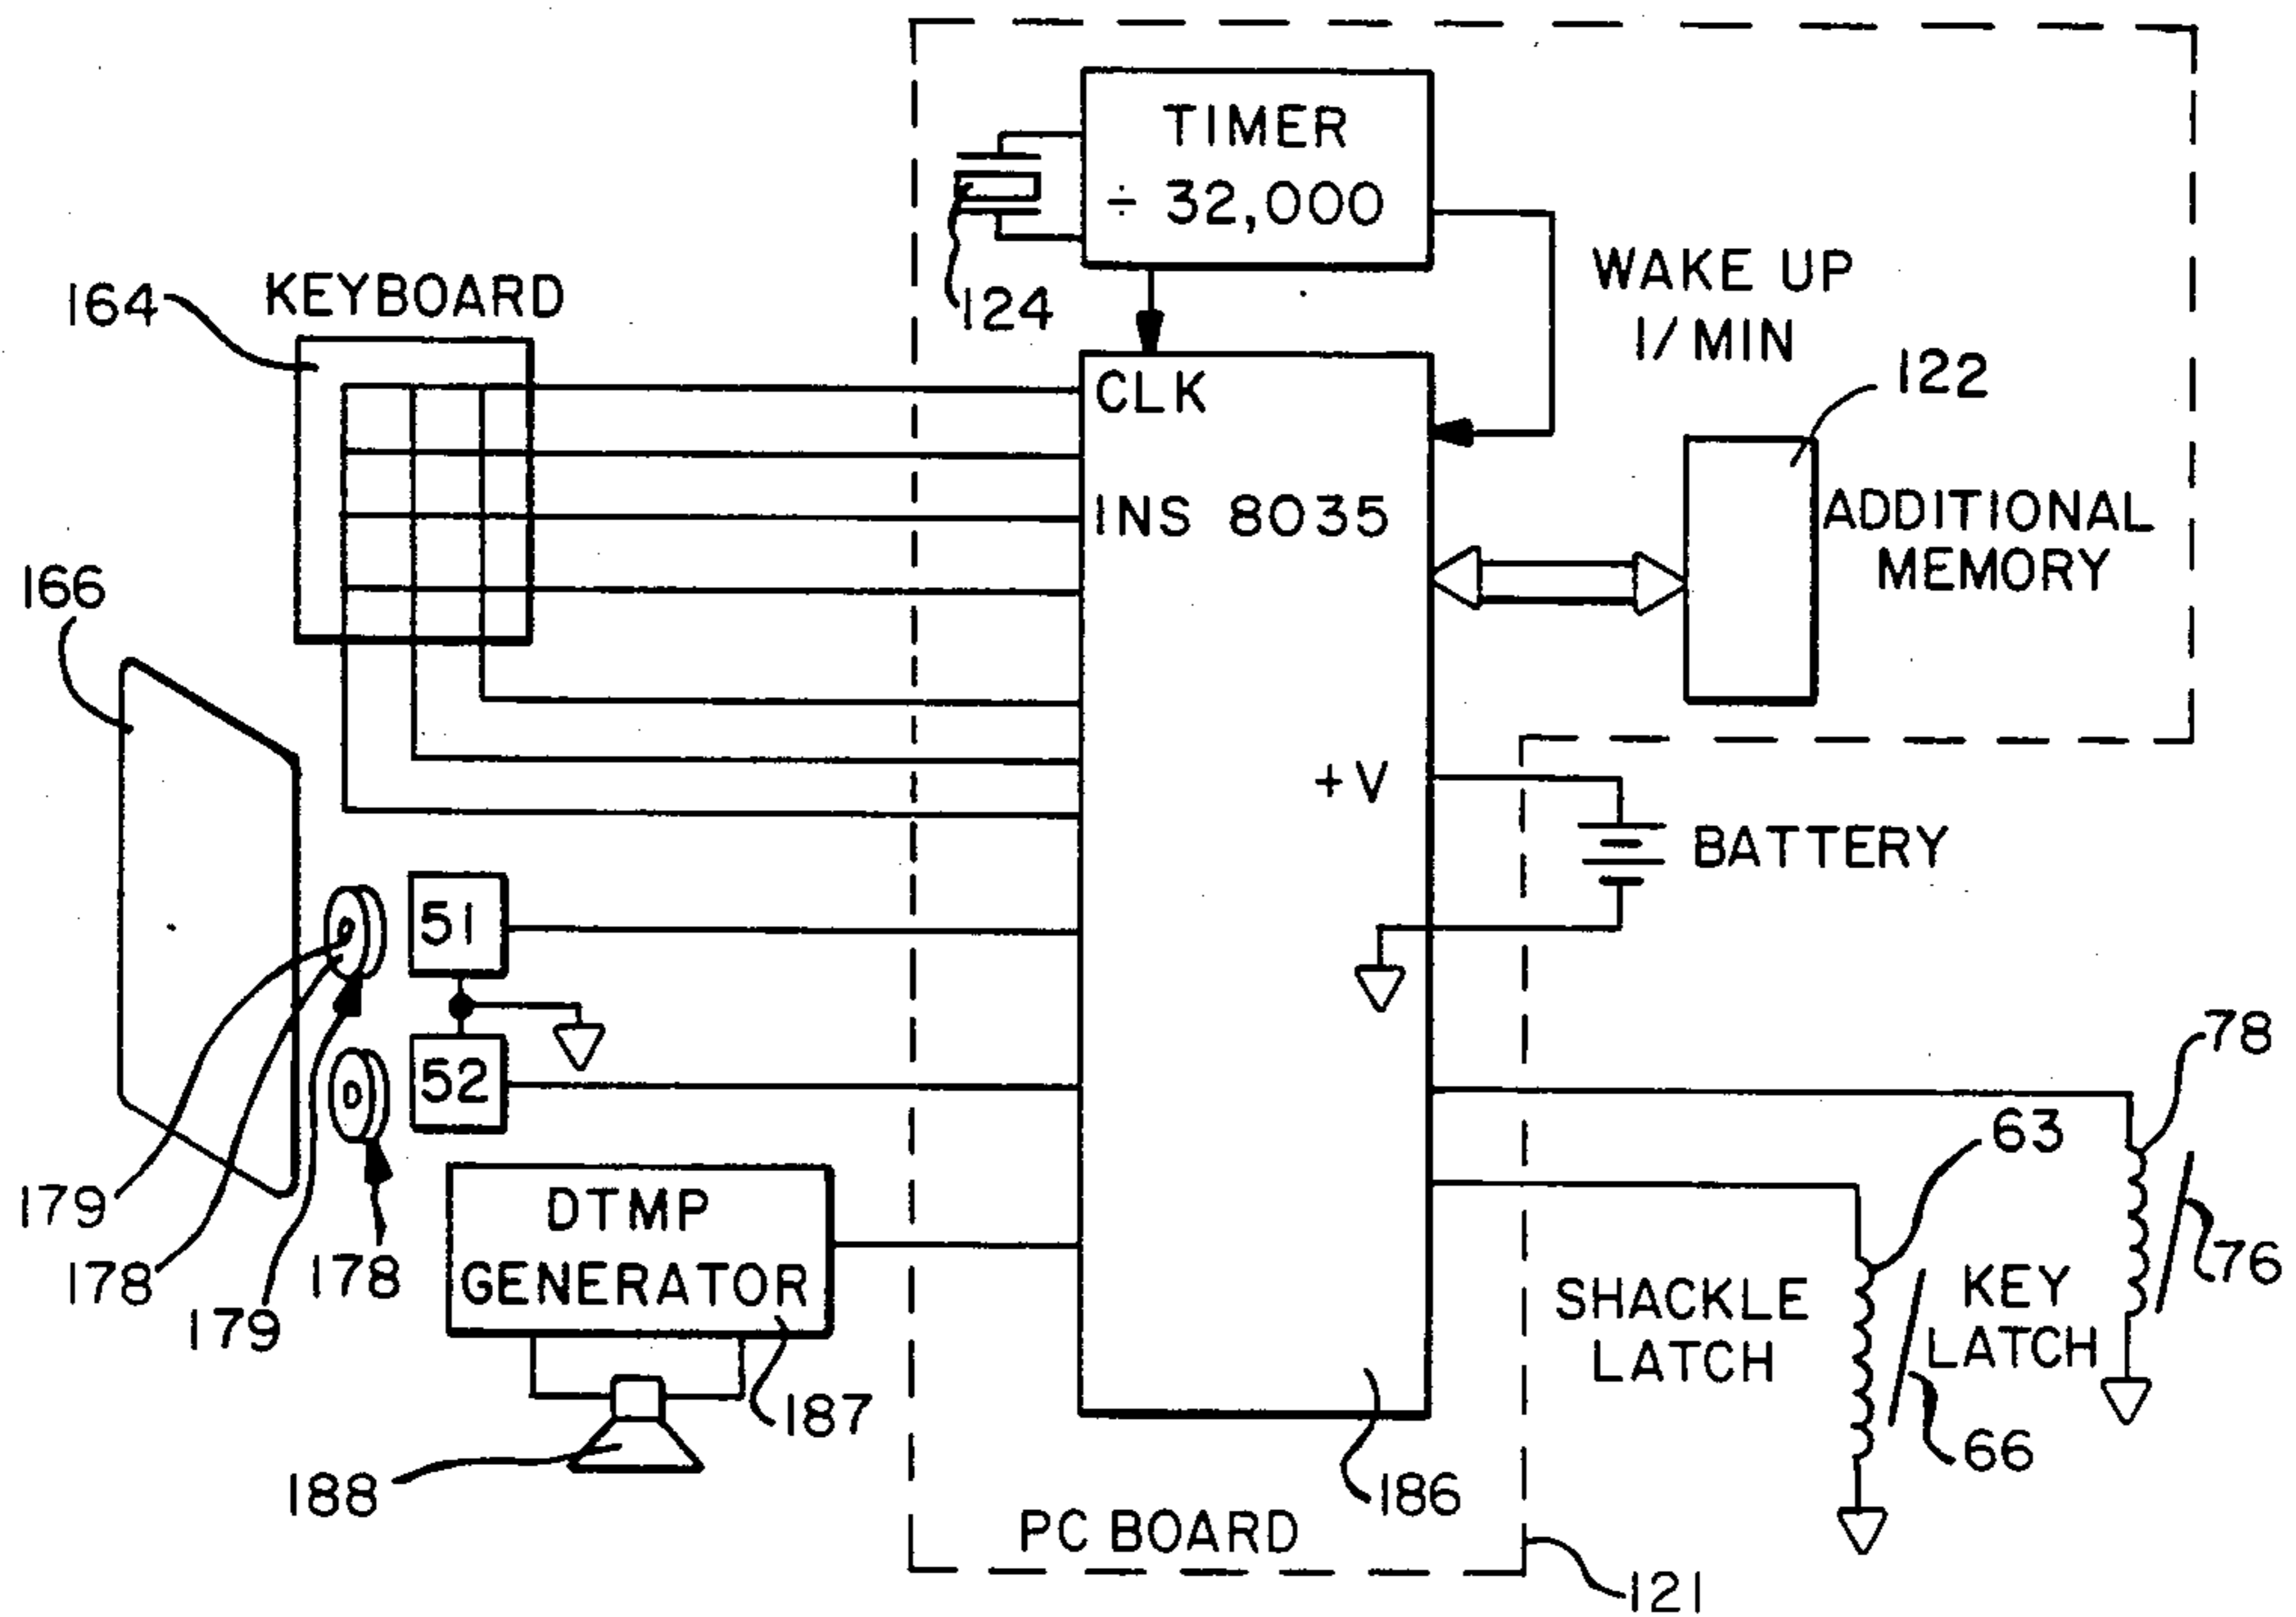 TIMER
÷ 32,000
124
WAKE UP
1/MIN
KEYBOARD
164
CLK
122
INS 8035
ADDITIONAL
MEMORY
166
+V
BATTERY
51
52
78
63
179
178
179
178
DTMP
GENERATOR
76
SHACKLE
LATCH
KEY
LATCH
66
187
188
186
PC BOARD
121